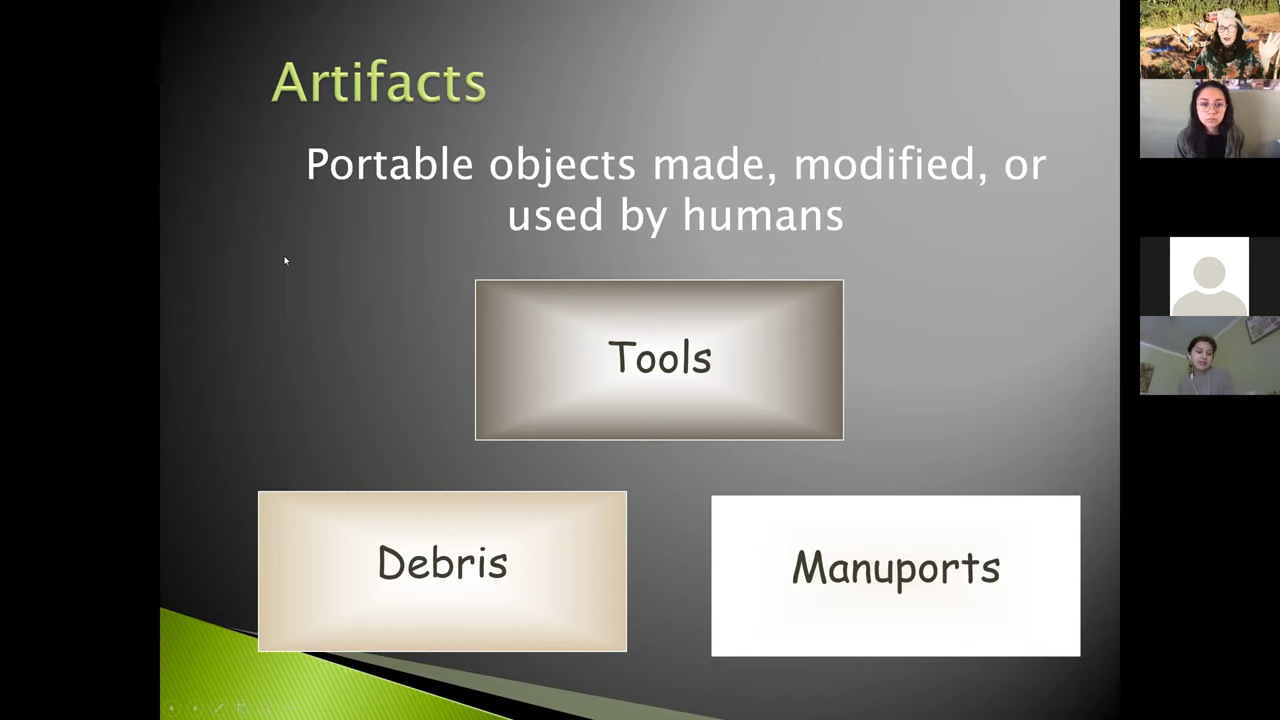 Artifacts
Portable objects made, modified, or
used by humans
Tools
Debris
Manuports